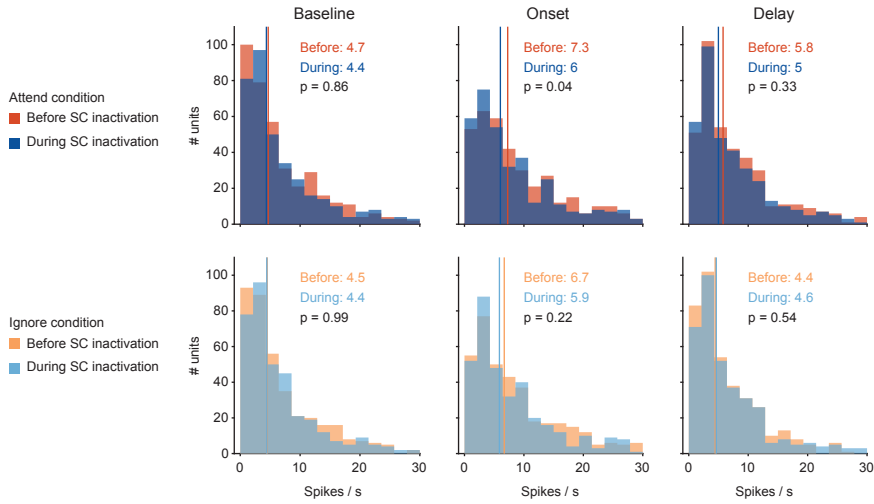 Baseline
Onset
Delay
Attend condition
Before SC inactivation
During SC inactivation
# units
100
80
60
40
20
0
Before: 4.7
During: 4.4
p = 0.86
Before: 7.3
During: 6
p = 0.04
Before: 5.8
During: 5
p = 0.33
Ignore condition
Before SC inactivation
During SC inactivation
# units
100
80
60
40
20
0
Before: 4.5
During: 4.4
p = 0.99
Before: 6.7
During: 5.9
p = 0.22
Before: 4.4
During: 4.6
p = 0.54
0 10 20 30
0 10 20 30
0 10 20 30
Spikes / s
Spikes / s
Spikes / s